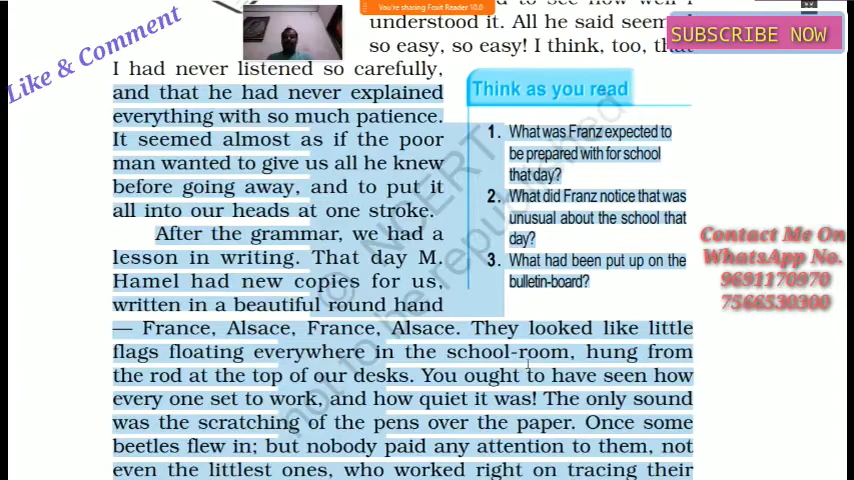 You're sharing Foxit Reader 10.0
SUBSCRIBE NOW
Like & Comment
understood it. All he said seemed
so easy, so easy! I think, too, that
I had never listened so carefully,
and that he had never explained
everything with so much patience.
It seemed almost as if the poor
man wanted to give us all he knew
before going away, and to put it
all into our heads at one stroke.
After the grammar, we had a
lesson in writing. That day M.
Hamel had new copies for us,
written in a beautiful round hand
— France, Alsace, France, Alsace. They looked like little
flags floating everywhere in the school-room, hung from
the rod at the top of our desks. You ought to have seen how
every one set to work, and how quiet it was! The only sound
was the scratching of the pens over the paper. Once some
beetles flew in; but nobody paid any attention to them, not
even the littlest ones, who worked right on tracing their
Think as you read
1. What was Franz expected to
be prepared with for school
that day?
2. What did Franz notice that was
unusual about the school that
day?
3. What had been put up on the
bulletin-board?
Contact Me On
WhatsApp No.
9691170970
7566530300
© NCERT
not to be republished